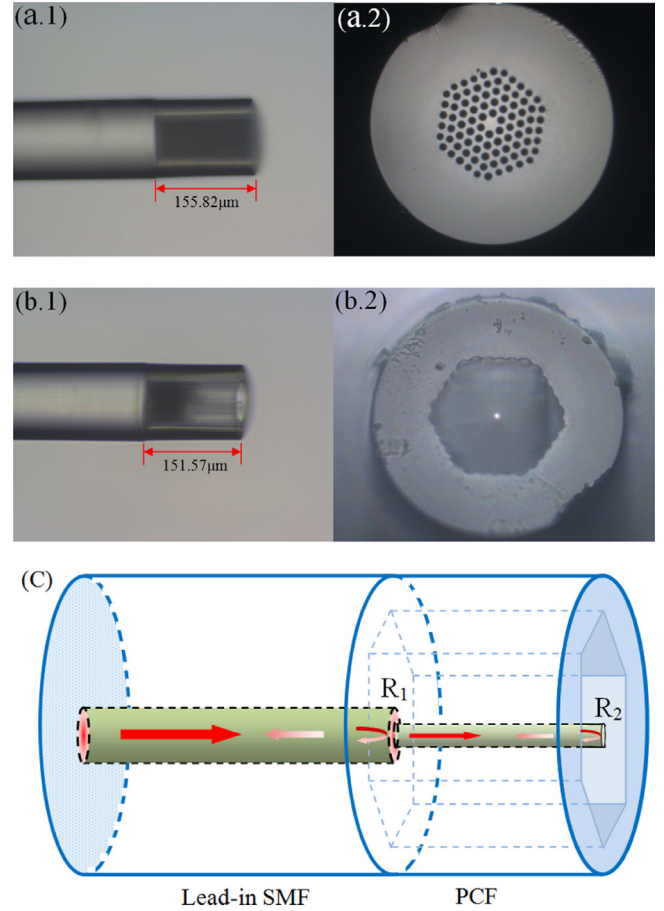 (a.1)
(a.2)
155.82μm
(b.1)
(b.2)
151.57μm
(C)
R1
R2
Lead-in SMF
PCF